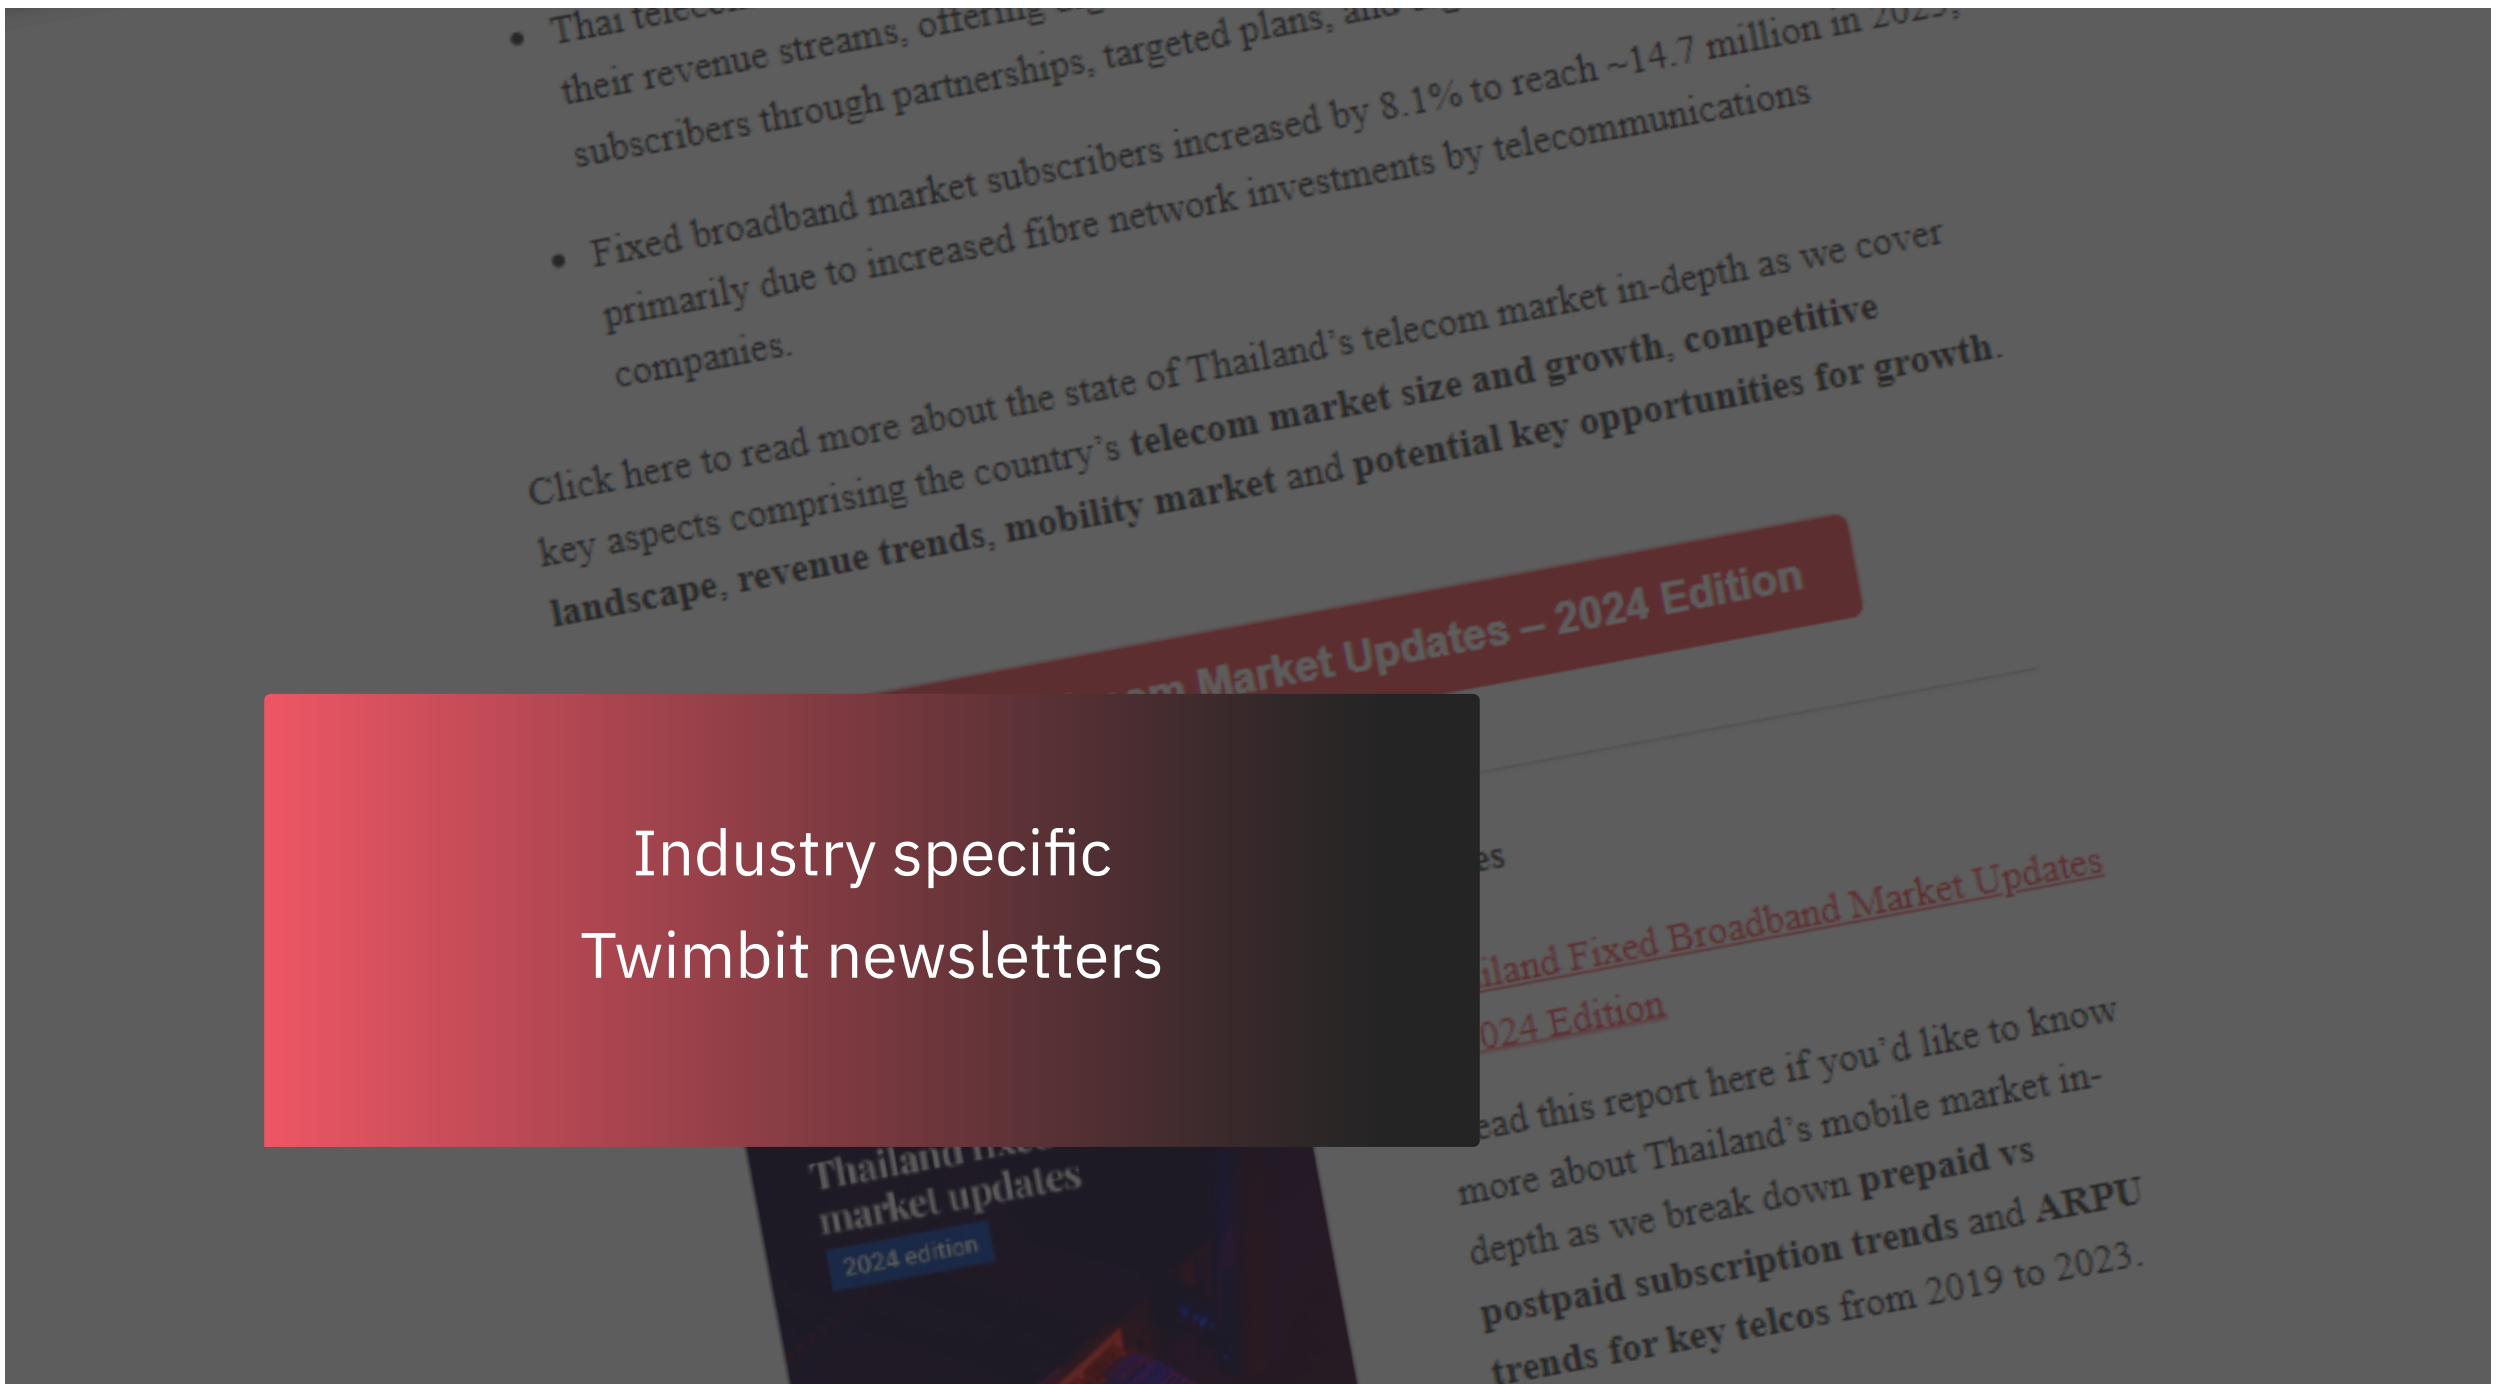 Thai
their revenue streams, offering
subscribers through partnerships, targeted plans, and
Fixed broadband market subscribers increased by 8.1% to reach ~14.7 million in 2023,
primarily due to increased fibre network investments by telecommunications
companies.
Click here to read more about the state of Thailand’s telecom market in-depth as we cover
key aspects comprising the country’s telecom market size and growth, competitive
landscape, revenue trends, mobility market and potential key opportunities for growth.
Market Updates – 2024 Edition
Industry specific
Twimbit newsletters
Fixed Broadband Market Updates
Edition
this report here if you’d like to know
more about Thailand’s mobile market in-
depth as we break down prepaid vs
postpaid subscription trends and ARPU
trends for key telcos from 2019 to 2023.
Thailand
market updates
2024 edition